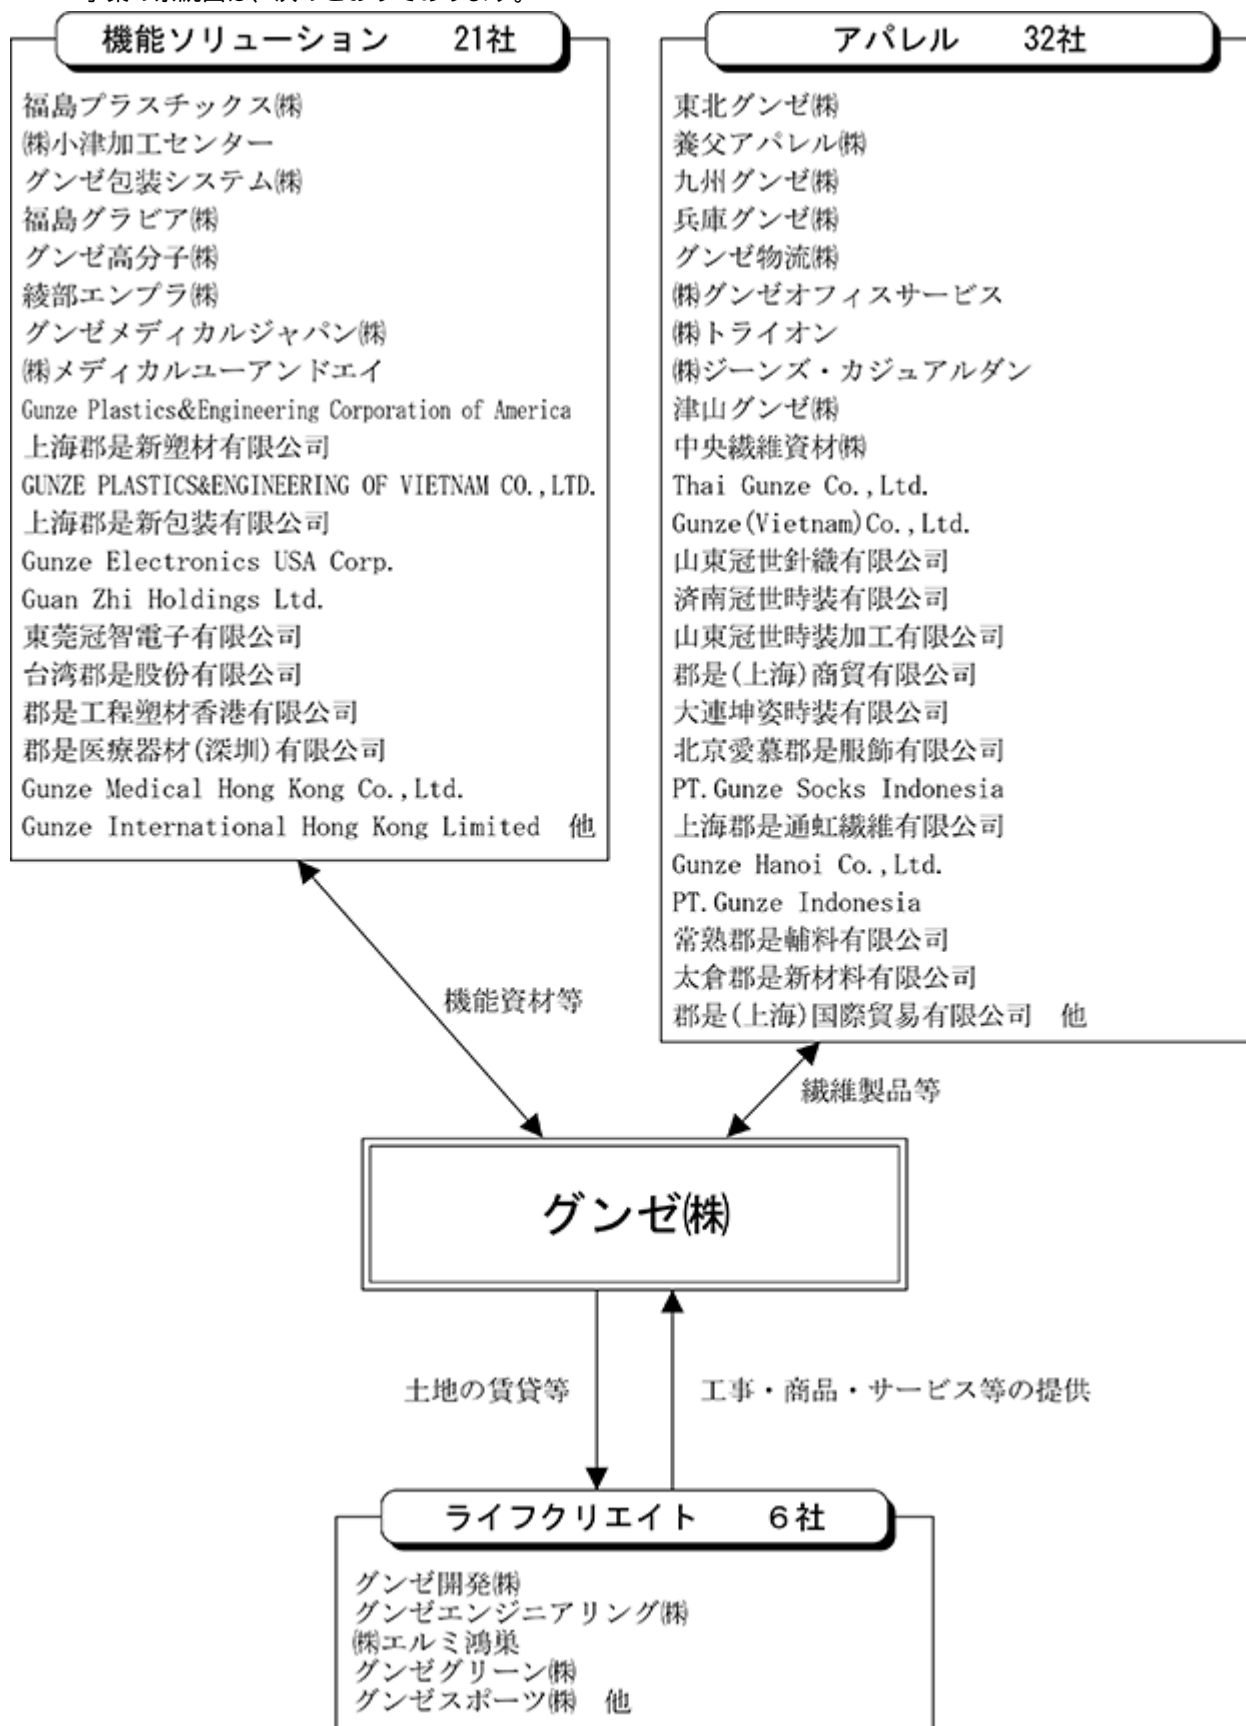 事業の系統図は、次のとおりであります。
機能ソリューション　21社
福島プラスチックス㈱
㈱小津加工センター
グンゼ包装システム㈱
福島グラビア㈱
グンゼ高分子㈱
綾部エンプラ㈱
グンゼメディカルジャパン㈱
㈱メディカルユーアンドエイ
Gunze Plastics&Engineering Corporation of America
上海郡是新塑材有限公司
GUNZE PLASTICS&ENGINEERING OF VIETNAM CO.,LTD.
上海郡是新包装有限公司
Gunze Electronics USA Corp.
Guan Zhi Holdings Ltd.
東莞冠智電子有限公司
台湾郡是股份有限公司
郡是工程塑材香港有限公司
郡是医療器材(深圳)有限公司
Gunze Medical Hong Kong Co.,Ltd.
Gunze International Hong Kong Limited　他
アパレル　32社
東北グンゼ㈱
養父アパレル㈱
九州グンゼ㈱
兵庫グンゼ㈱
グンゼ物流㈱
㈱グンゼオフィスサービス
㈱トライオン
㈱ジーンズ・カジュアルダン
津山グンゼ㈱
中央繊維資材㈱
Thai Gunze Co.,Ltd.
Gunze(Vietnam)Co.,Ltd.
山東冠世針織有限公司
済南冠世時装有限公司
山東冠世時装加工有限公司
郡是(上海)商貿有限公司
大連坤姿時装有限公司
北京愛慕郡是服飾有限公司
PT.Gunze Socks Indonesia
上海郡是通虹繊維有限公司
Gunze Hanoi Co.,Ltd.
PT.Gunze Indonesia
常熟郡是輔料有限公司
太倉郡是新材料有限公司
郡是(上海)国際貿易有限公司　他
機能資材等
繊維製品等
グンゼ㈱
土地の賃貸等
工事・商品・サービス等の提供
ライフクリエイト　６社
グンゼ開発㈱
グンゼエンジニアリング㈱
㈱エルミ鴻巣
グンゼグリーン㈱
グンゼスポーツ㈱　他